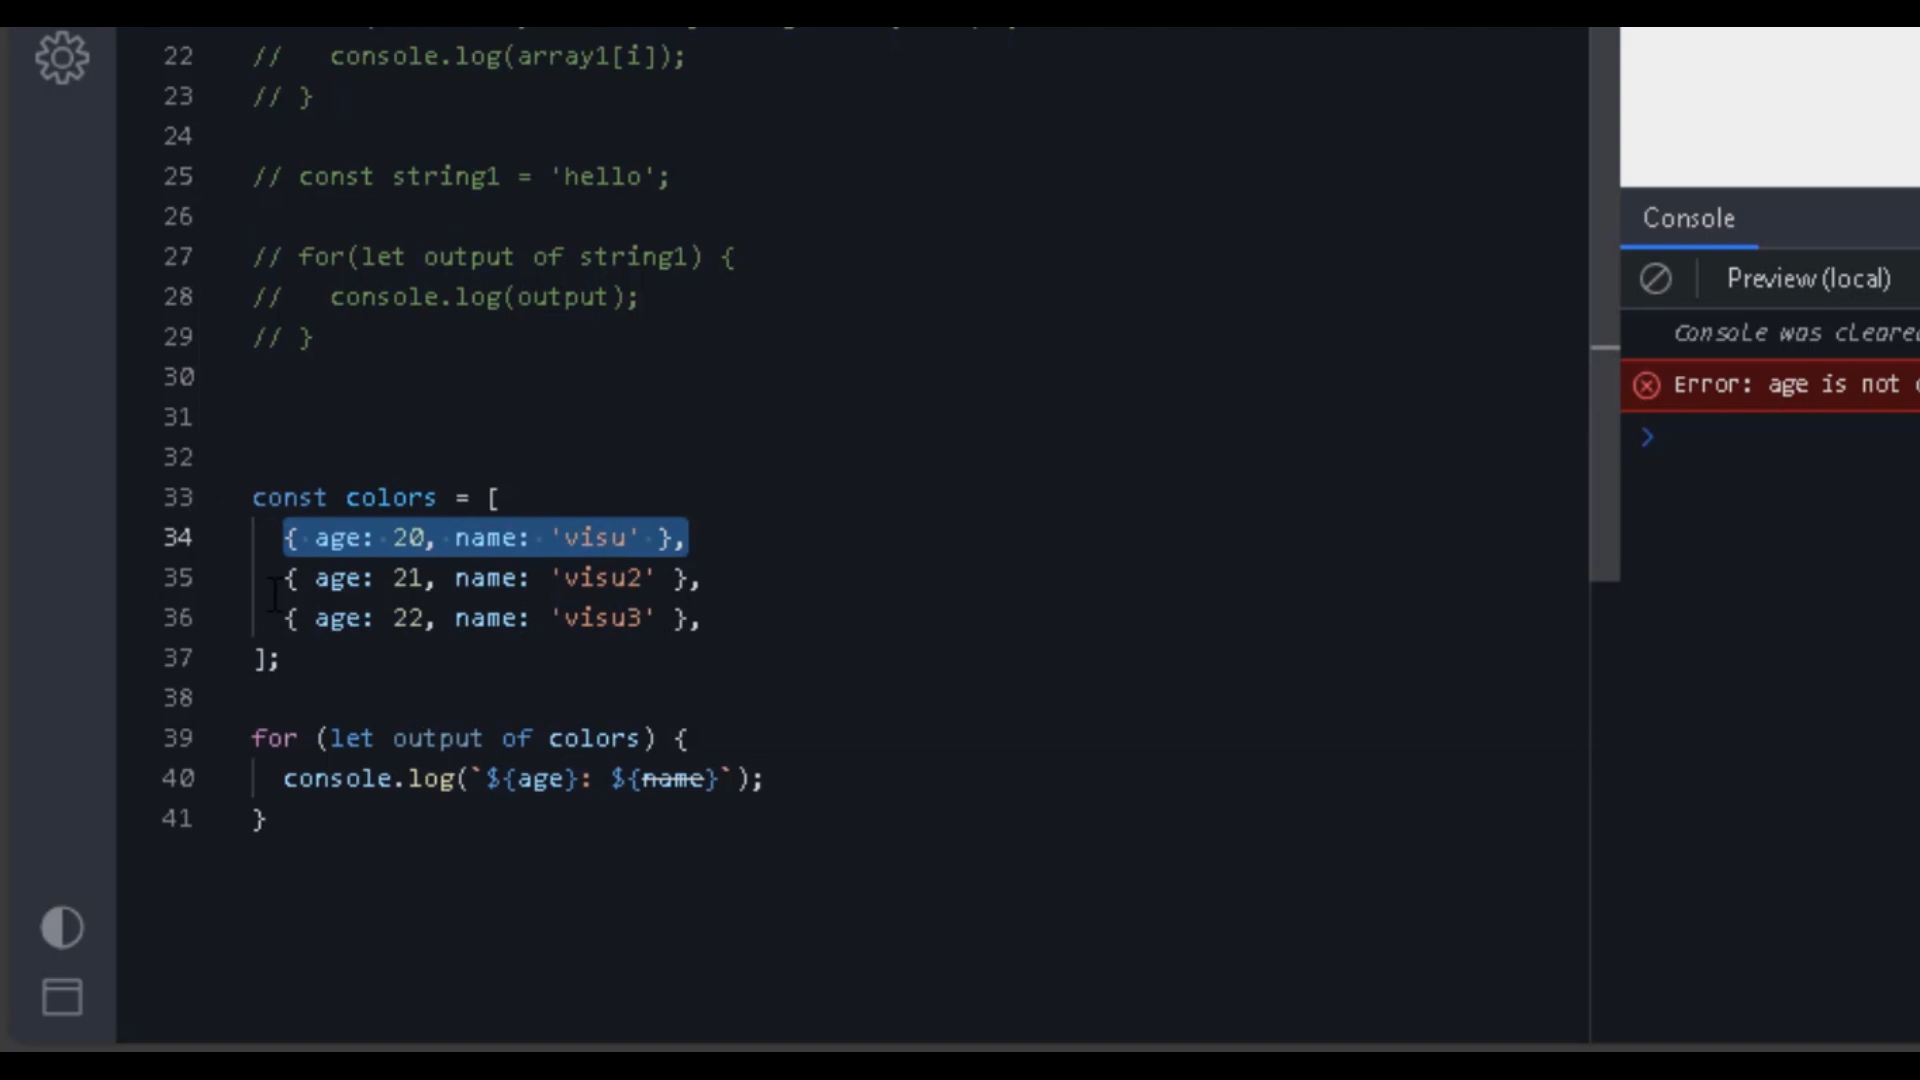 22 //   console.log(array1[i]);
23 // }
24
25 // const string1 = 'hello';
26
27 // for(let output of string1) {
28 //   console.log(output);
29 // }
30
31
32
33 const colors = [
34   { age: 20, name: 'visu' },
35   { age: 21, name: 'visu2' },
36   { age: 22, name: 'visu3' },
37 ];
38
39 for (let output of colors) {
40   console.log(`${age}: ${name}`);
41 }
Console
Preview (local)
Console was cleared
Error: age is not
>